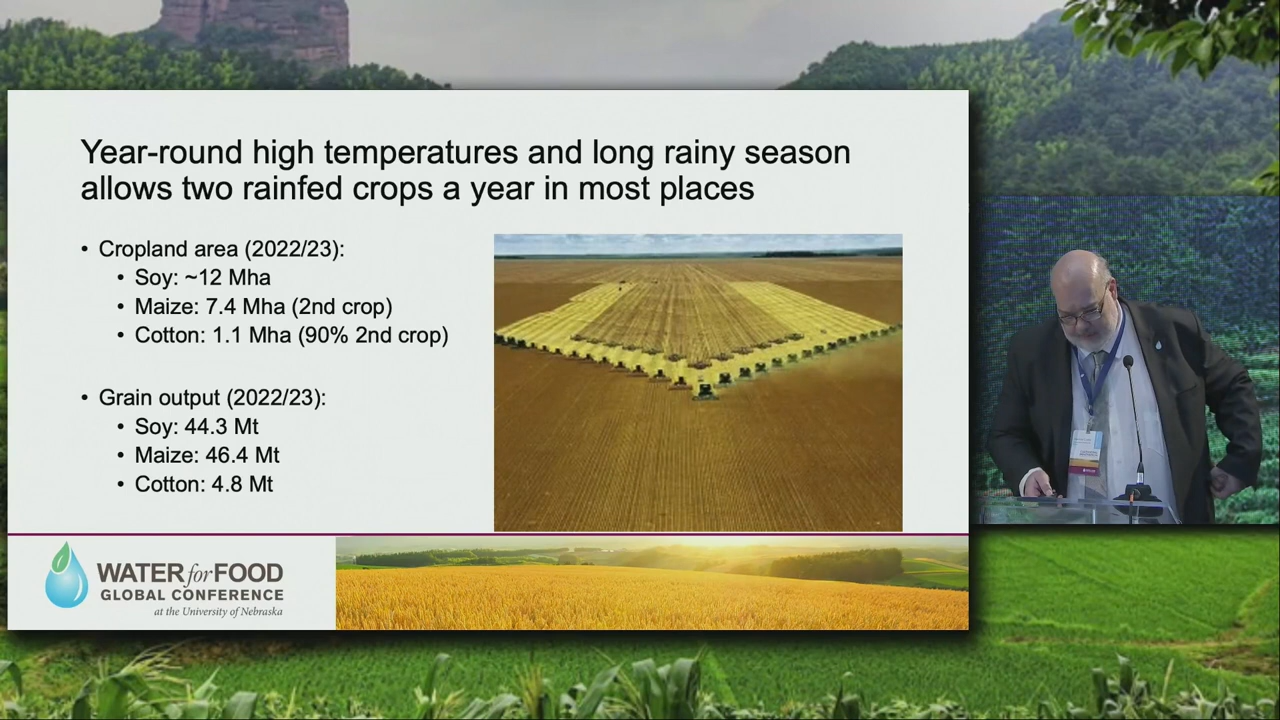 Year-round high temperatures and long rainy season
allows two rainfed crops a year in most places
• Cropland area (2022/23):
• Soy: ~12 Mha
• Maize: 7.4 Mha (2nd crop)
• Cotton: 1.1 Mha (90% 2nd crop)
• Grain output (2022/23):
• Soy: 44.3 Mt
• Maize: 46.4 Mt
• Cotton: 4.8 Mt
WATER for FOOD
GLOBAL CONFERENCE
at the University of Nebraska